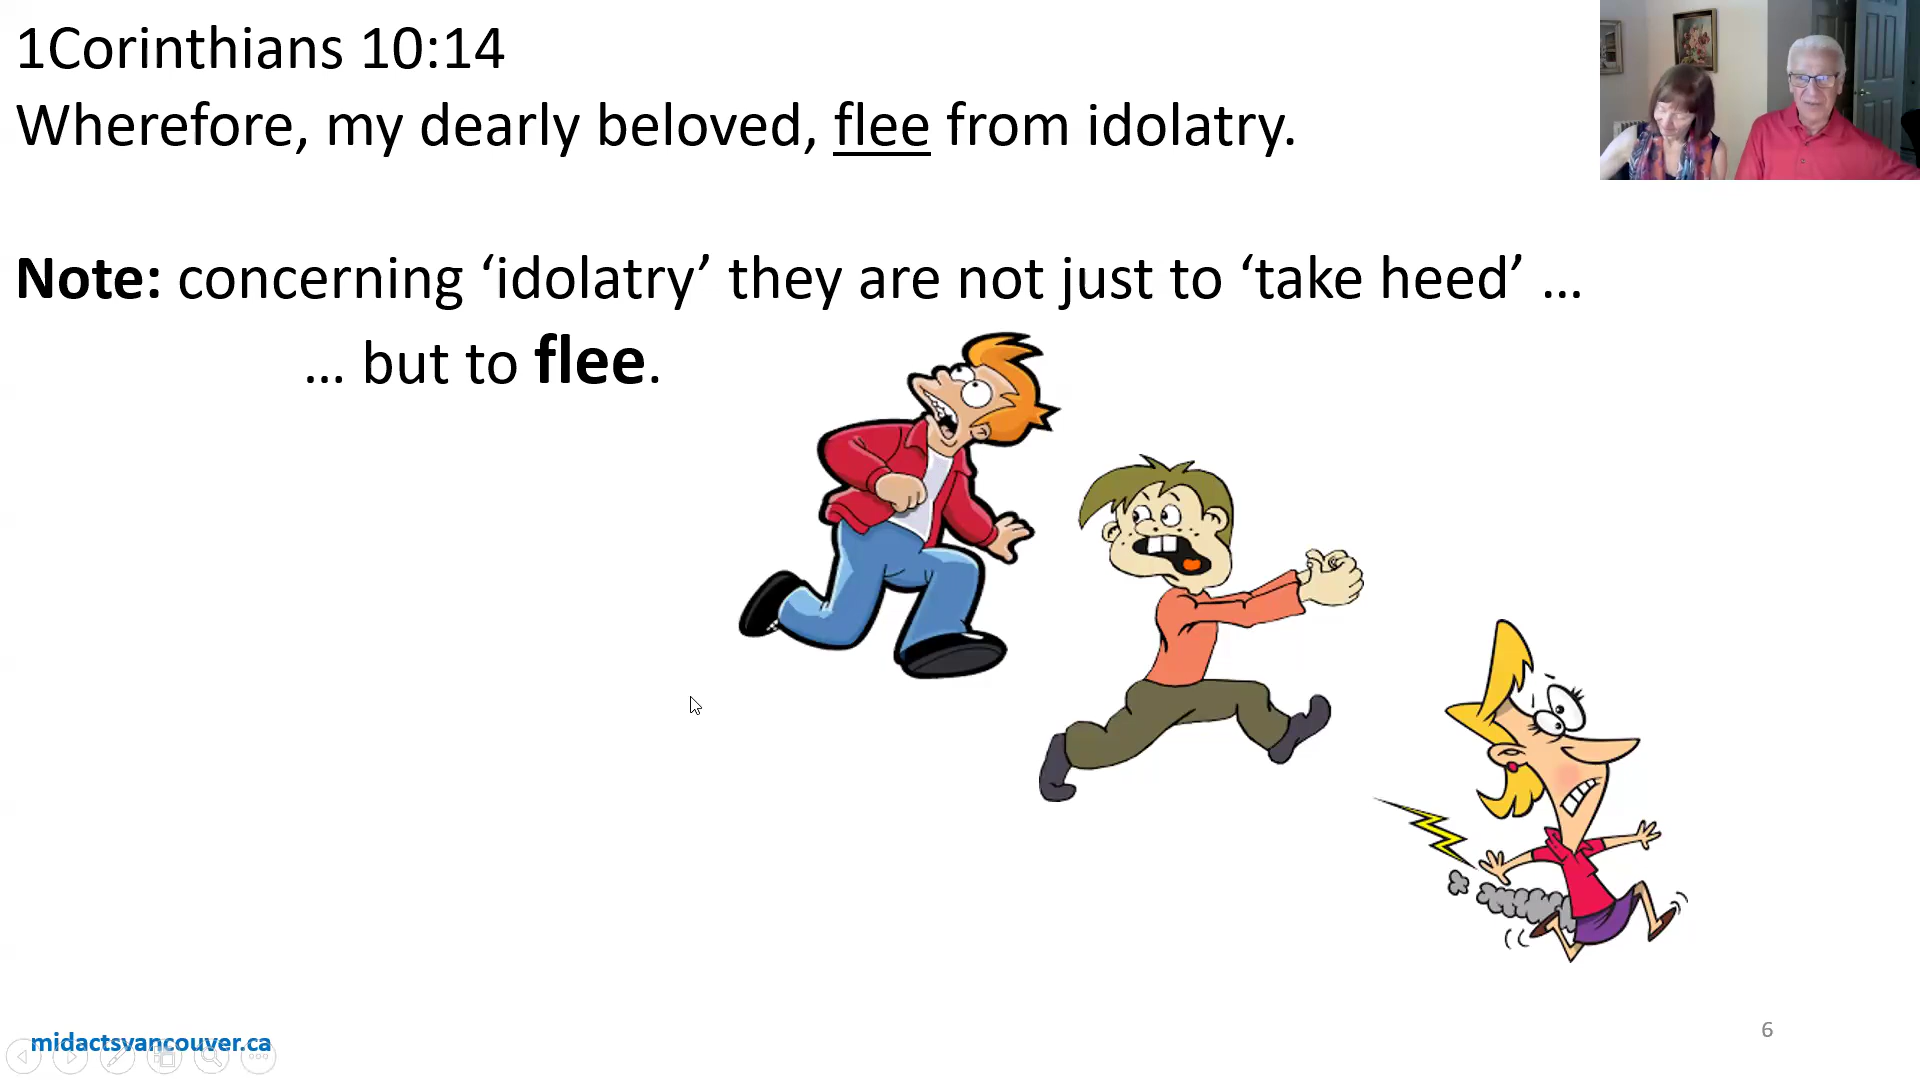 1Corinthians 10:14
Wherefore, my dearly beloved, flee from idolatry.
Note: concerning ‘idolatry’ they are not just to ‘take heed’ …
… but to flee.
midactsvancouver.ca
6